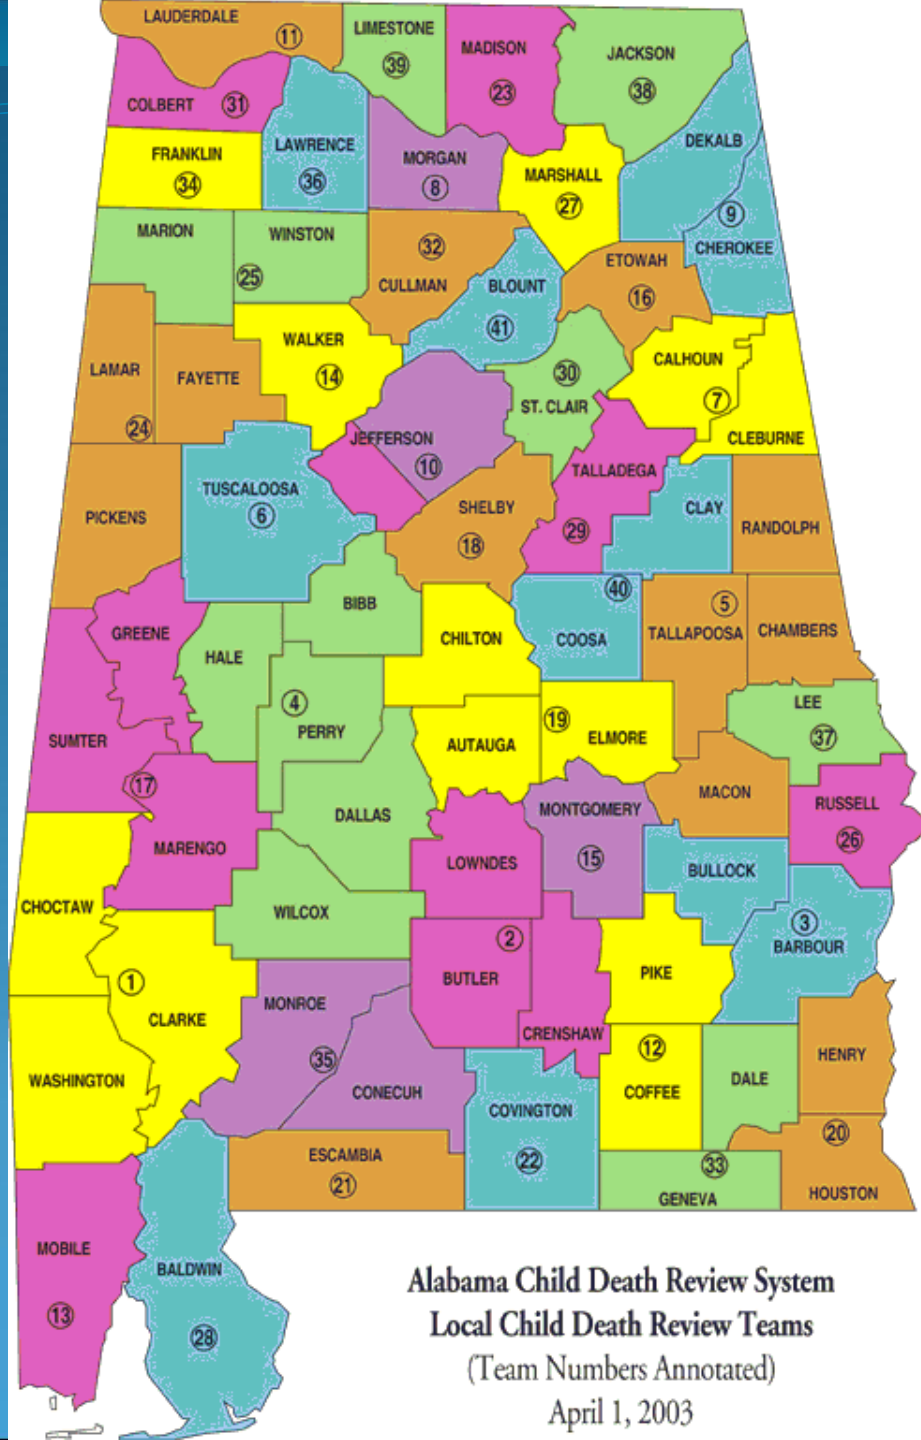 LAUDERDALE
11
LIMESTONE
39
MADISON
23
JACKSON
38
COLBERT
31
LAWRENCE
36
DEKALB
FRANKLIN
34
MORGAN
8
MARSHALL
27
9
CHEROKEE
MARION
WINSTON
25
32
CULLMAN
BLOUNT
41
ETOWAH
16
WALKER
14
LAMAR
24
FAYETTE
30
ST. CLAIR
CALHOUN
7
CLEBURNE
JEFFERSON
10
TALLADEGA
29
PICKENS
TUSCALOOSA
6
SHELBY
18
CLAY
RANDOLPH
BIBB
40
COOSA
5
TALLAPOOSA
CHAMBERS
GREENE
HALE
CHILTON
4
PERRY
LEE
37
SUMTER
AUTAUGA
19
ELMORE
17
MARENGO
DALLAS
MONTGOMERY
15
MACON
RUSSELL
26
LOWNDES
BULLOCK
CHOCTAW
WILCOX
3
BARBOUR
1
CLARKE
MONROE
35
2
BUTLER
CRENSHAW
PIKE
WASHINGTON
CONECUH
COVINGTON
22
12
COFFEE
DALE
HENRY
ESCAMBIA
21
33
GENEVA
20
HOUSTON
MOBILE
13
BALDWIN
28
Alabama Child Death Review System
Local Child Death Review Teams
(Team Numbers Annotated)
April 1, 2003